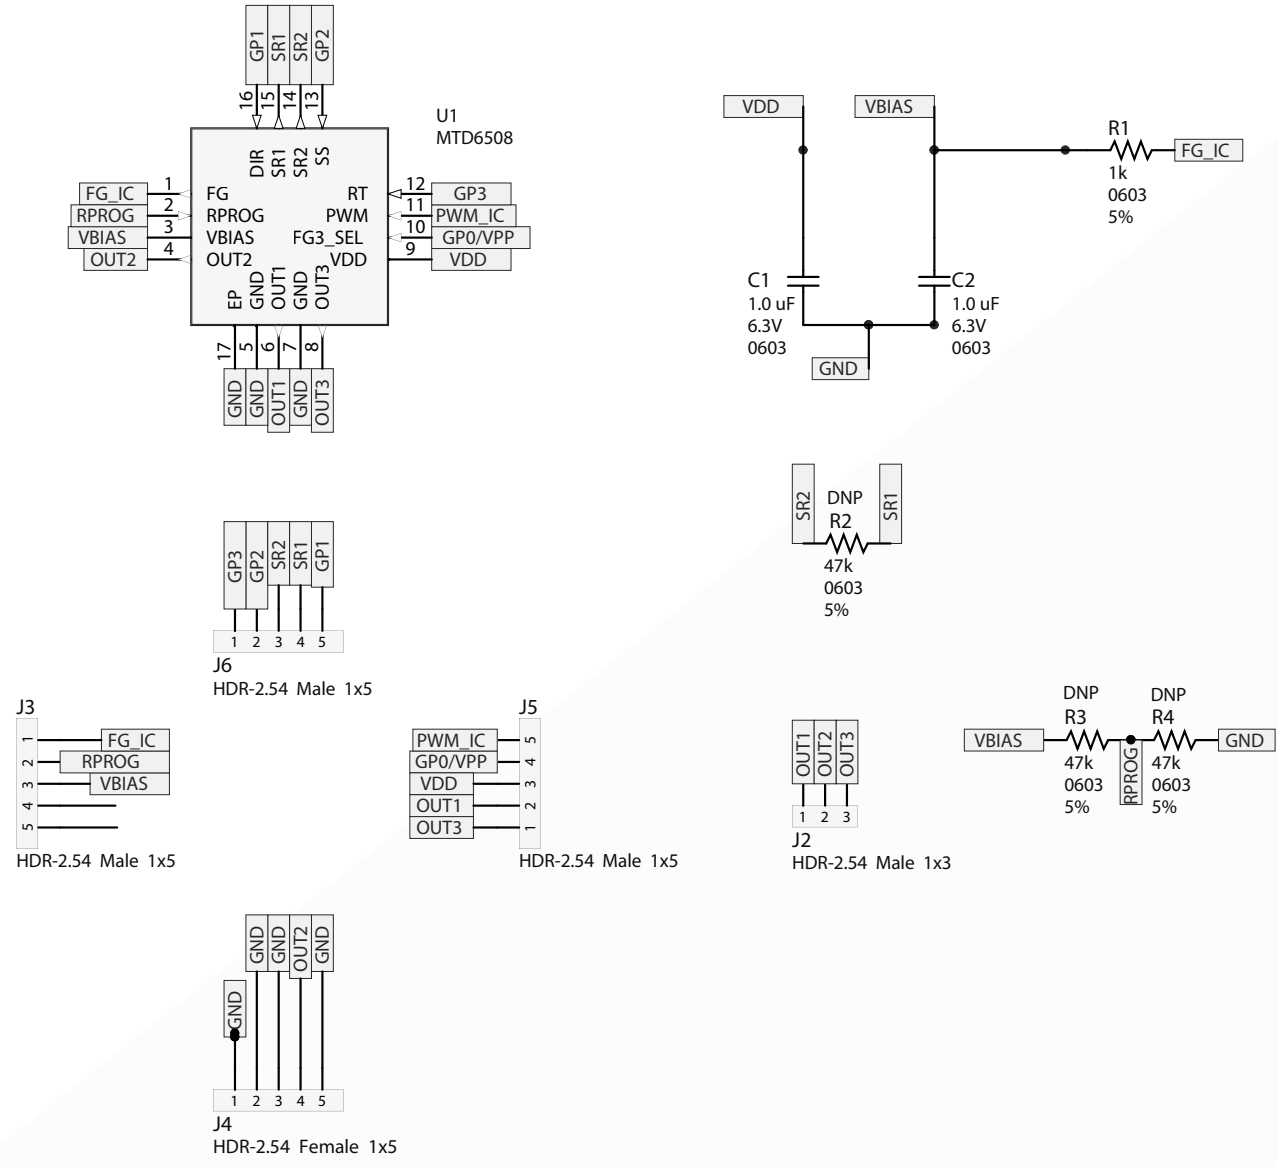 GP1
SR1
SR2
GP2
16
15
14
13
U1
MTD6508
DIR
SR1
SR2
SS
FG_IC
1
FG
RPROG
2
RPROG
VBIAS
3
VBIAS
OUT2
4
OUT2
RT
12
GP3
PWM
11
PWM_IC
FG3_SEL
10
GP0/VPP
VDD
9
VDD
EP
GND
OUT1
GND
OUT3
17
5
6
7
8
GND
GND
OUT1
GND
OUT3
VDD
VBIAS
R1
FG_IC
1k
0603
5%
C1
1.0 uF
6.3V
0603
C2
1.0 uF
6.3V
0603
GND
SR2
DNP
R2
SR1
47k
0603
5%
GP3
GP2
SR2
SR1
GP1
1 2 3 4 5
J6
HDR-2.54 Male 1x5
J3
1
FG_IC
2
RPROG
3
VBIAS
4
5
HDR-2.54 Male 1x5
J5
PWM_IC
5
GP0/VPP
4
VDD
3
OUT1
2
OUT3
1
HDR-2.54 Male 1x5
OUT1
OUT2
OUT3
1 2 3
J2
HDR-2.54 Male 1x3
DNP
R3
DNP
R4
VBIAS
GND
47k
0603
5%
RPROG
47k
0603
5%
GND
GND
GND
OUT2
GND
1 2 3 4 5
J4
HDR-2.54 Female 1x5